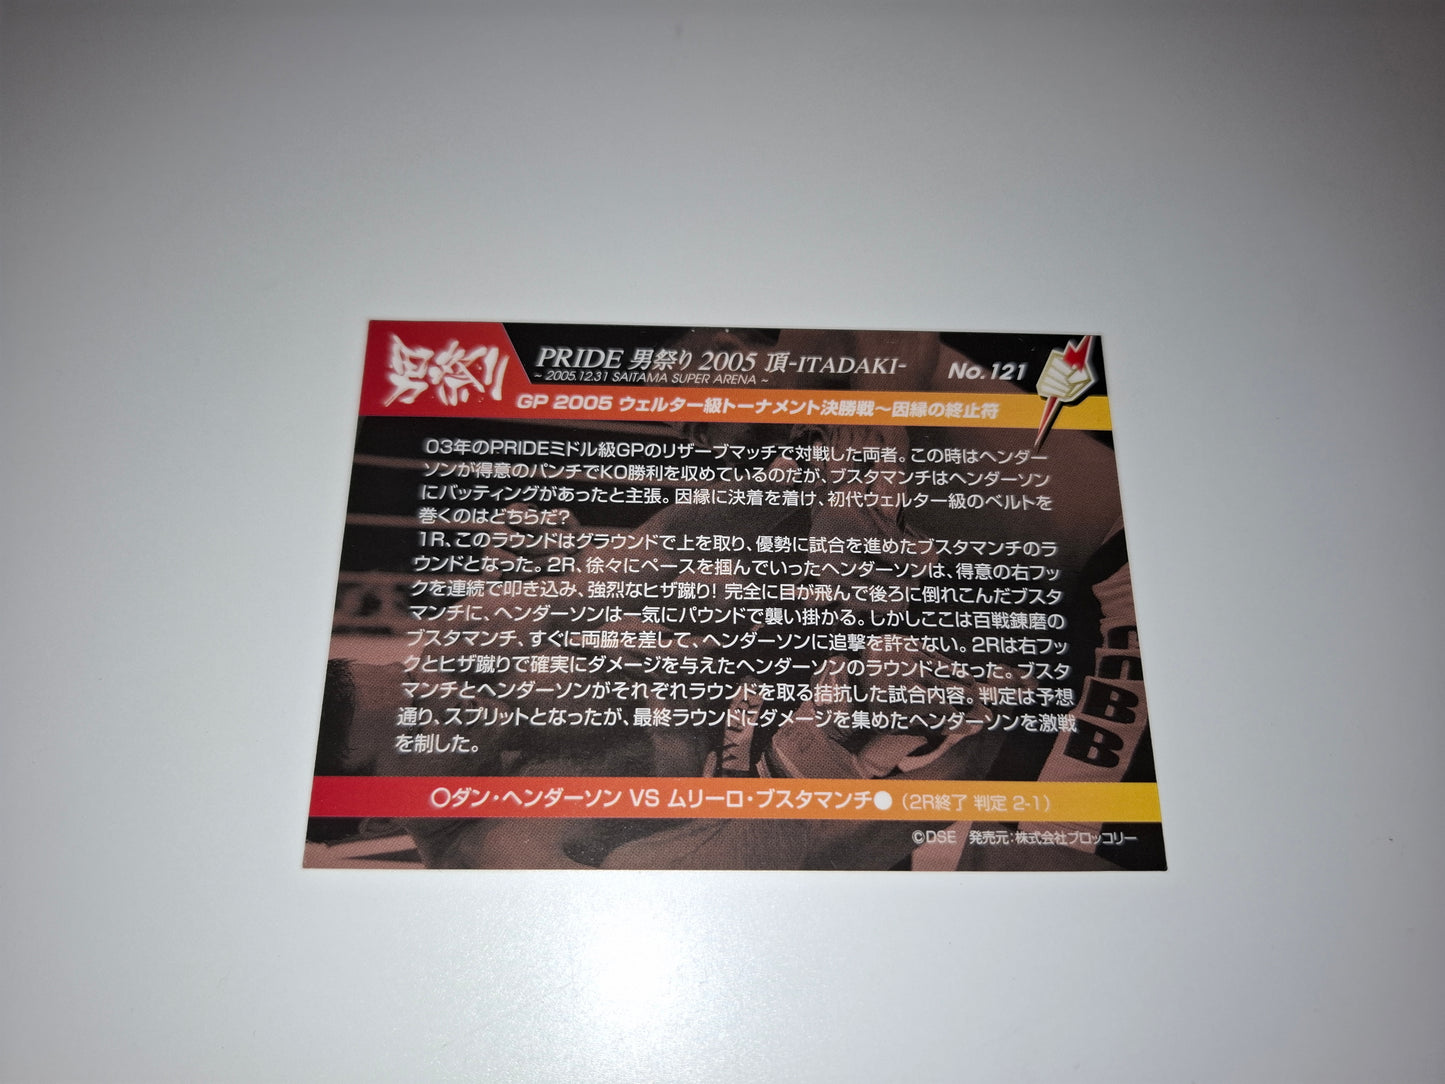 男祭
PRIDE 男祭り 2005 頂-ITADAKI-
~ 2005.12.31 SAITAMA SUPER ARENA ~
No.121
GP 2005 ウェルター級トーナメント決勝戦~因縁の終止符
03年のPRIDEミドル級GPのリザーブマッチで対戦した両者。この時はヘンダー
ソンが得意のパンチでKO勝利を収めているのだが、ブスタマンチはヘンダーソン
にバッティングがあったと主張。因縁に決着を着け、初代ウェルター級のベルトを
巻くのはどちらだ?
1R、このラウンドはグラウンドで上を取り、優勢に試合を進めたブスタマンチのラ
ウンドとなった。2R、徐々にペースを掴んでいったヘンダーソンは、得意の右フッ
クを連続で叩き込み、強烈なヒザ蹴り! 完全に目が飛んで後ろに倒れこんだブスタ
マンチに、ヘンダーソンは一気にパウンドで襲い掛かる。しかしここは百戦錬磨の
ブスタマンチ、すぐに両脇を差して、ヘンダーソンに追撃を許さない。2Rは右フッ
クとヒザ蹴りで確実にダメージを与えたヘンダーソンのラウンドとなった。ブスタ
マンチとヘンダーソンがそれぞれラウンドを取る拮抗した試合内容。判定は予想
通り、スプリットとなったが、最終ラウンドにダメージを集めたヘンダーソンを激戦
を制した。
○ダン・ヘンダーソン VS ムリーロ・ブスタマンチ● (2R終了 判定 2-1)
©DSE 発売元:株式会社ブロッコリー